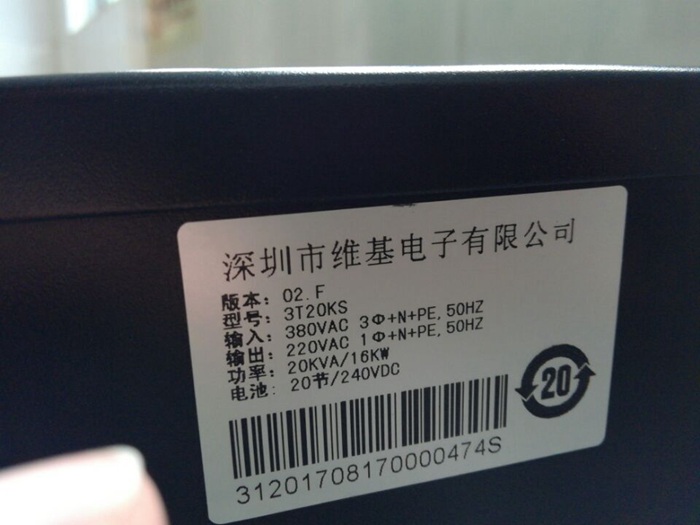 深圳市维基电子有限公司
版本: 02.F
型号: 3T20KS
输入: 380VAC 3Φ+N+PE,50HZ
输出: 220VAC 1Φ+N+PE,50HZ
功率: 20KVA/16KW
电池: 20节/240VDC
20
31201708170000474S